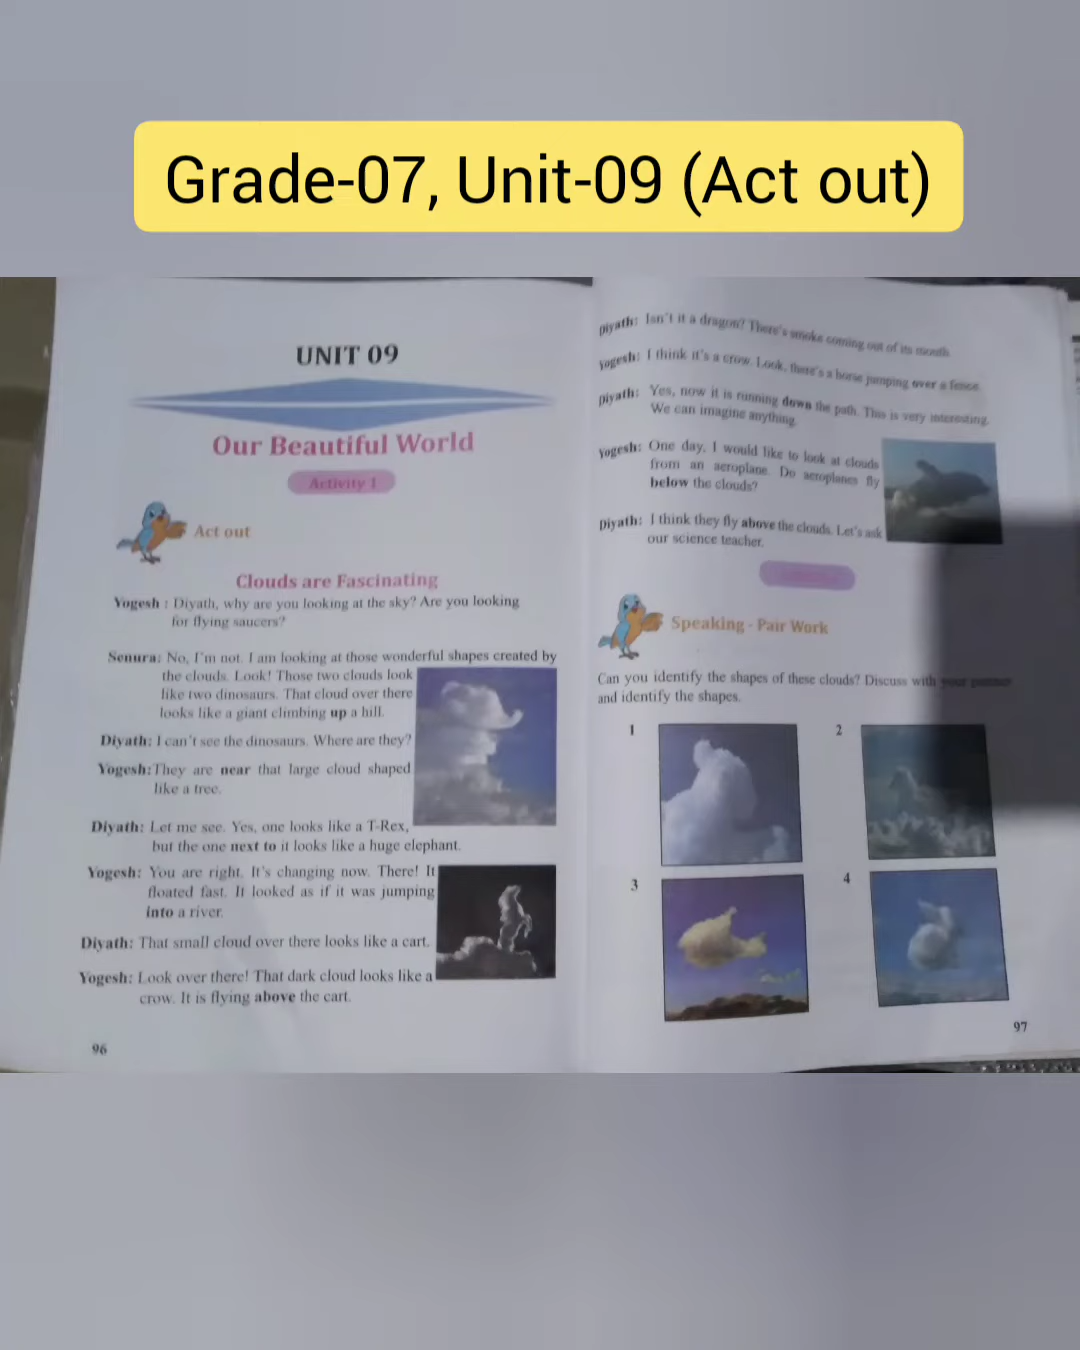 Grade-07, Unit-09 (Act out)
UNIT 09
Our Beautiful World
Activity 1
Act out
Clouds are Fascinating
Yogesh : Diyath, why are you looking at the sky? Are you looking
for flying saucers?
Senura: No, I'm not. I am looking at those wonderful shapes created by
the clouds. Look! Those two clouds look
like two dinosaurs. That cloud over there
looks like a giant climbing up a hill.
Diyath: I can't see the dinosaurs. Where are they?
Yogesh: They are near that large cloud shaped
like a tree.
Diyath: Let me see. Yes, one looks like a T-Rex,
but the one next to it looks like a huge elephant.
Yogesh: You are right. It's changing now. There! It
floated fast. It looked as if it was jumping
into a river.
Diyath: That small cloud over there looks like a cart.
Yogesh: Look over there! That dark cloud looks like a
crow. It is flying above the cart.
96
Diyath: Isn't it a dragon? There's smoke coming out of its mouth.
Yogesh: I think it's a crow. Look, there's a horse jumping over a fence.
Diyath: Yes, now it is running down the path. This is very interesting.
We can imagine anything.
Yogesh: One day, I would like to look at clouds
from an aeroplane. Do aeroplanes fly
below the clouds?
Diyath: I think they fly above the clouds. Let's ask
our science teacher.
Speaking - Pair Work
Can you identify the shapes of these clouds? Discuss with your partner
and identify the shapes.
1
2
3
4
97